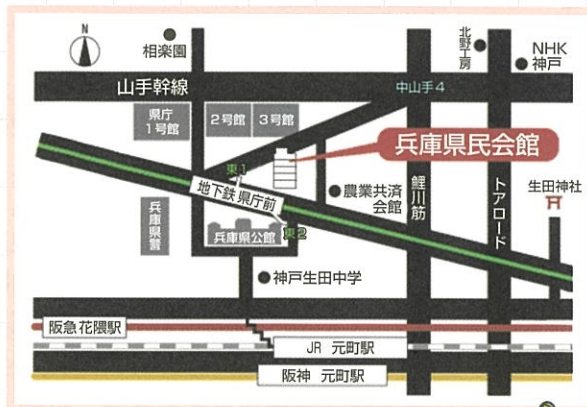 N
相楽園
北野工房
NHK
神戸
山手幹線
中山手4
県庁
1号館
2号館
3号館
兵庫県民会館
東1
地下鉄 県庁前
農業共済
会館
鯉川筋
トアロード
生田神社
兵庫県警
兵庫県公館
東2
神戸生田中学
阪急 花隈駅
JR 元町駅
阪神 元町駅